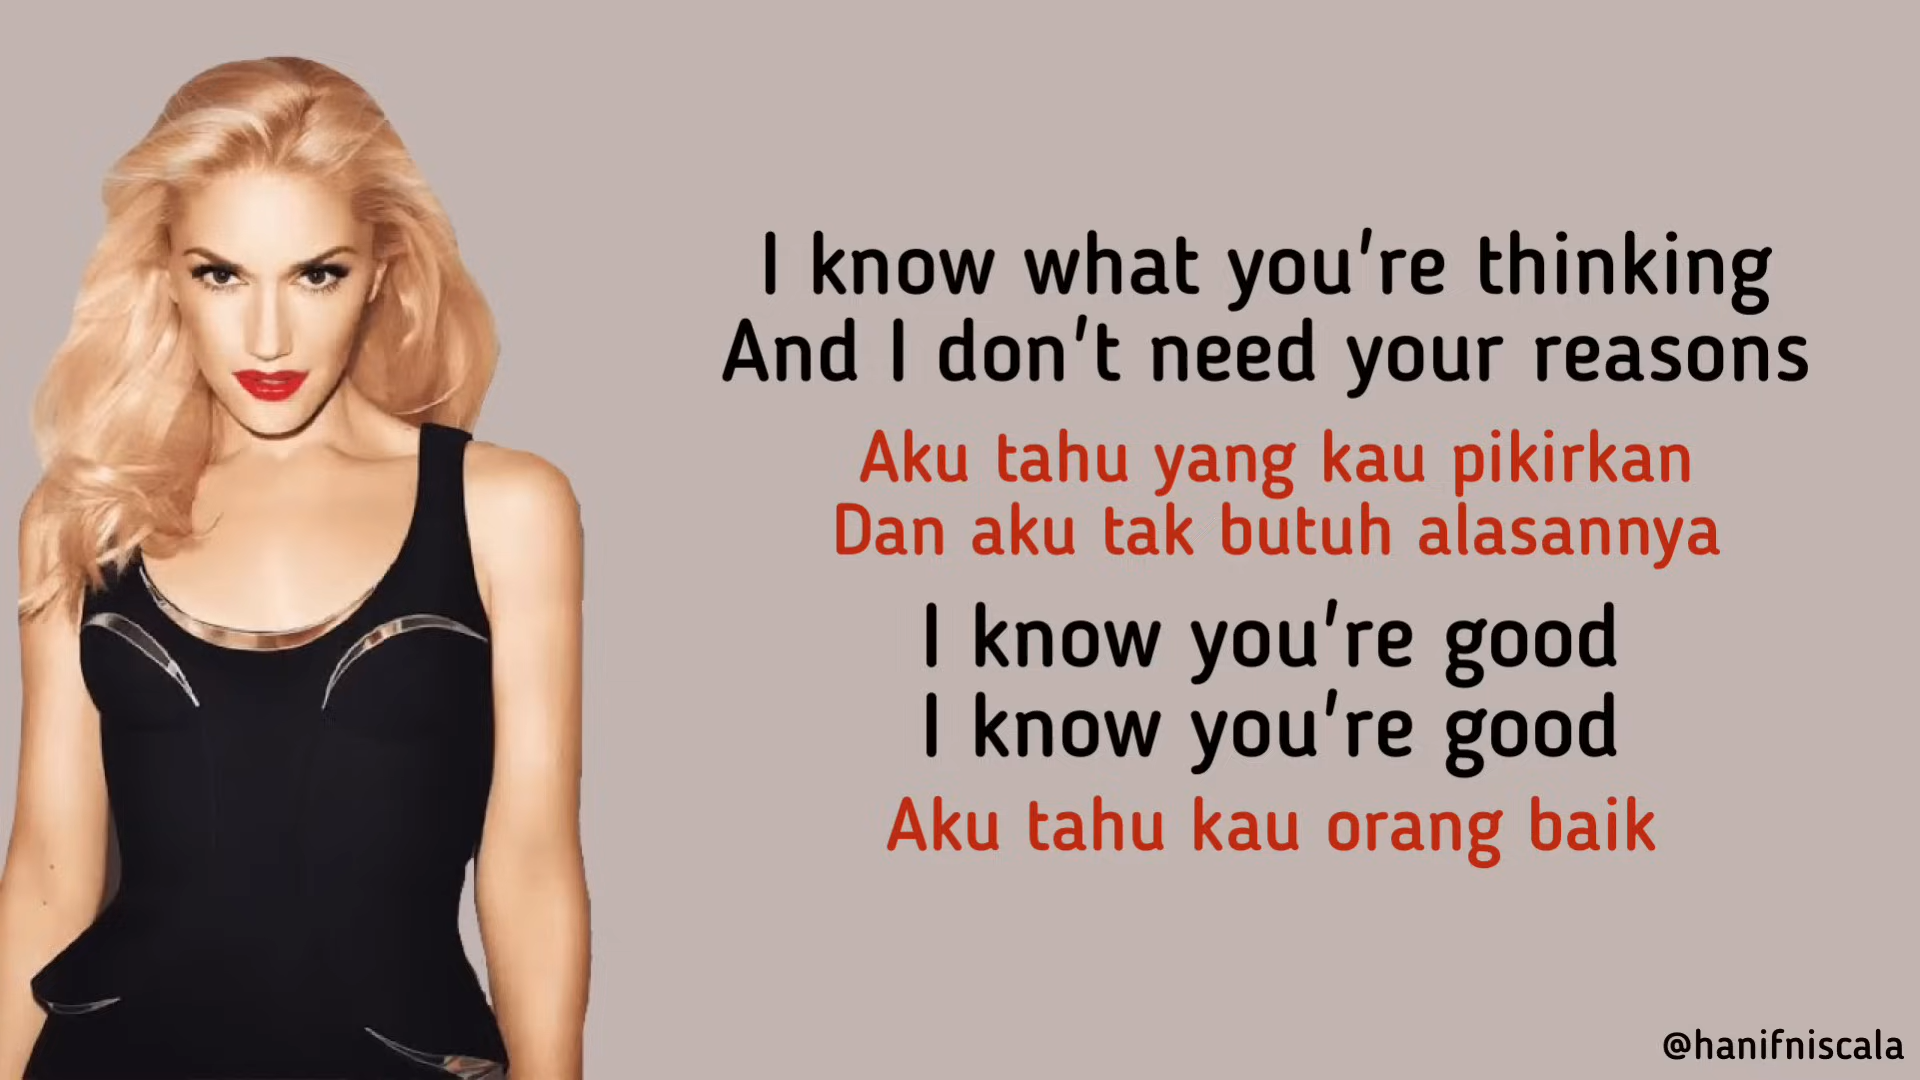 I know what you're thinking
And I don't need your reasons
Aku tahu yang kau pikirkan
Dan aku tak butuh alasannya
I know you're good
I know you're good
Aku tahu kau orang baik
@hanifniscala